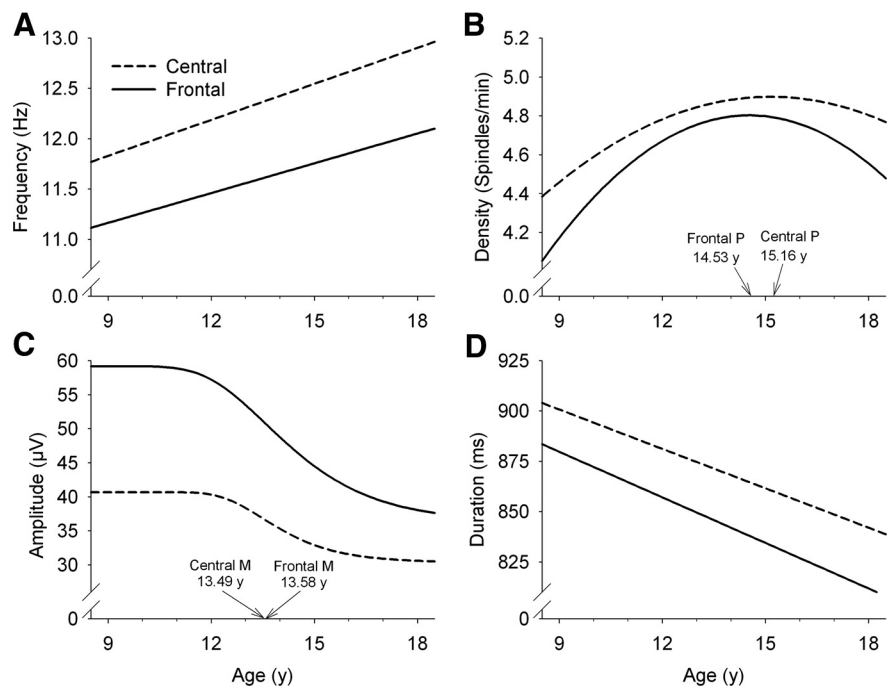 A
Frequency (Hz)
13.0
12.5
12.0
11.5
11.0
0.0
Central
Frontal
9 12 15 18
B
Density (Spindles/min)
5.2
5.0
4.8
4.6
4.4
4.2
0.0
Frontal P
14.53 y
Central P
15.16 y
9 12 15 18
C
Amplitude (µV)
60
55
50
45
40
35
30
0
Central M
13.49 y
Frontal M
13.58 y
9 12 15 18
Age (y)
D
Duration (ms)
925
900
875
850
825
0
9 12 15 18
Age (y)